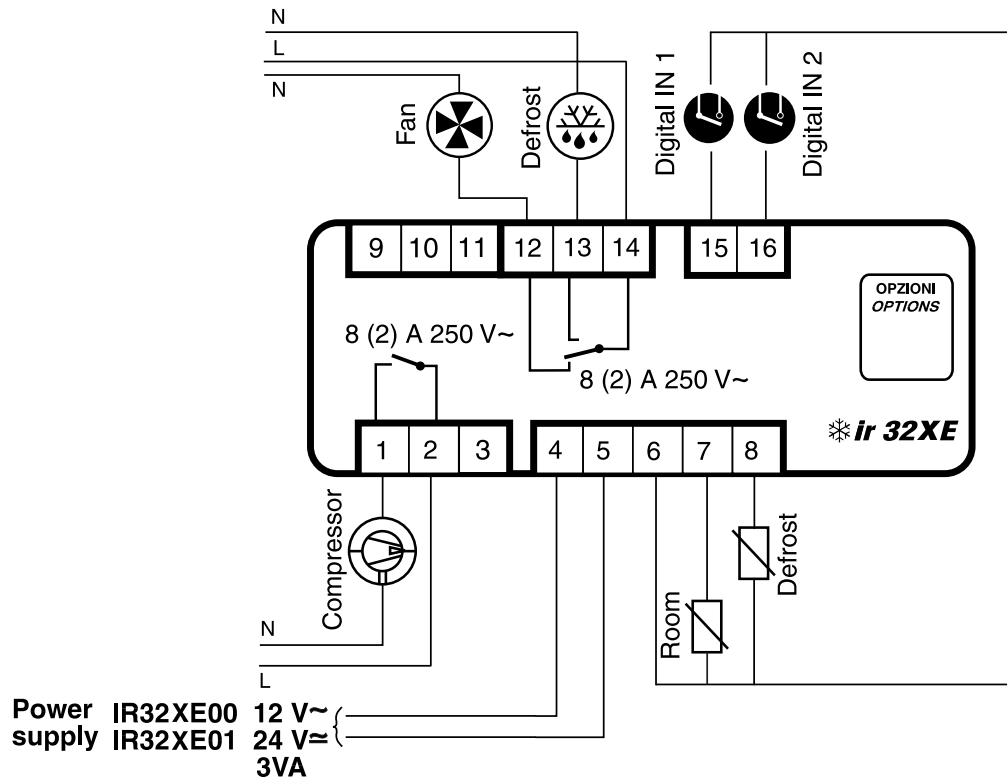 N
L
N
Fan
Defrost
Digital IN 1
Digital IN 2
9 10 11 12 13 14 15 16
OPZIONI
OPTIONS
8 (2) A 250 V~
8 (2) A 250 V~
ir 32XE
1 2 3 4 5 6 7 8
Compressor
Room
Defrost
N
L
Power IR32XE00 12 V~
supply IR32XE01 24 V≃
3VA